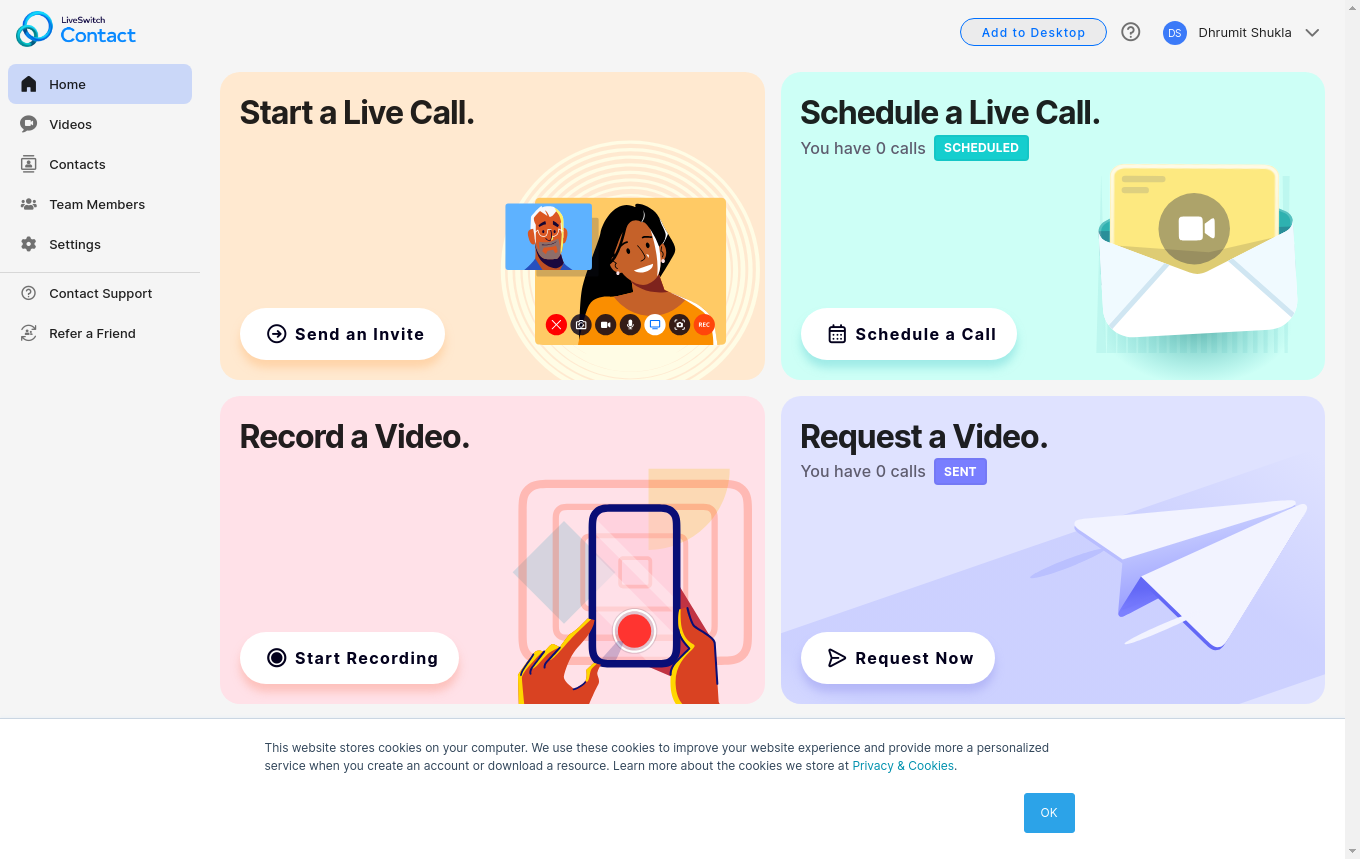 LiveSwitch
Contact
Add to Desktop
DS
Dhrumit Shukla
Home
Videos
Contacts
Team Members
Settings
Contact Support
Refer a Friend
Start a Live Call.
REC
Send an Invite
Schedule a Live Call.
You have 0 calls SCHEDULED
Schedule a Call
Record a Video.
Start Recording
Request a Video.
You have 0 calls SENT
Request Now
This website stores cookies on your computer. We use these cookies to improve your website experience and provide more a personalized
service when you create an account or download a resource. Learn more about the cookies we store at Privacy & Cookies.
OK